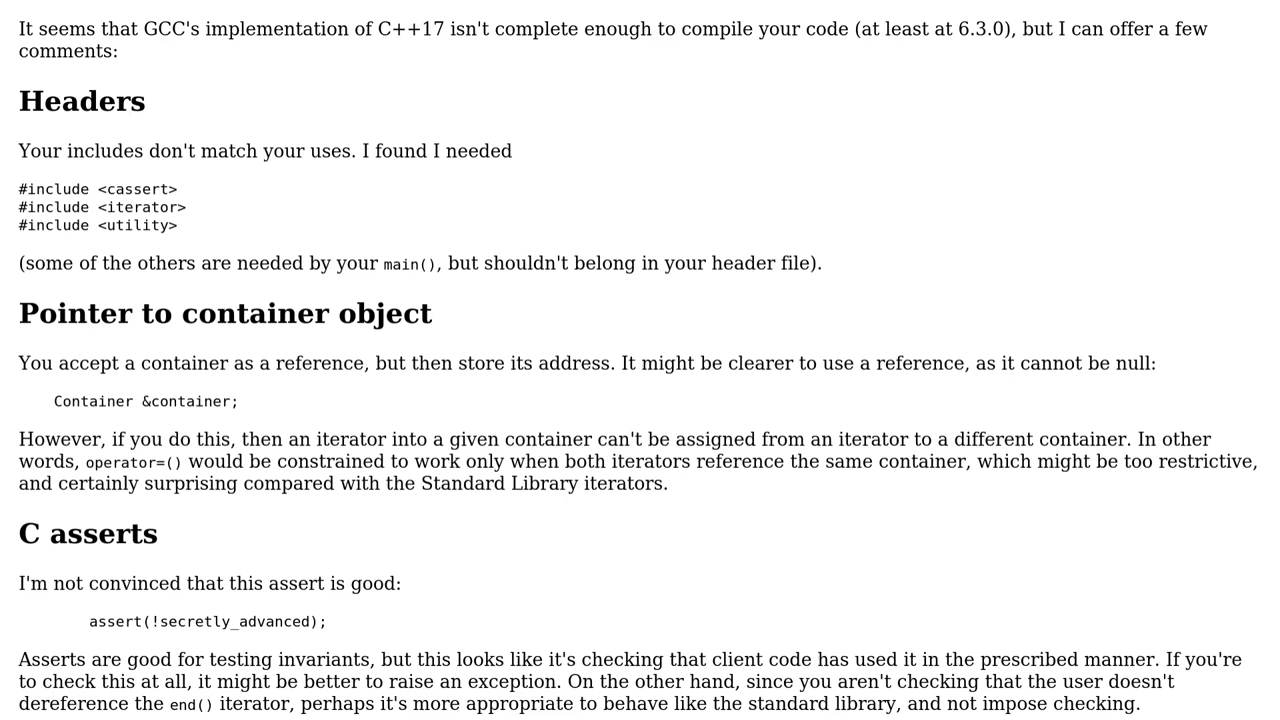 It seems that GCC's implementation of C++17 isn't complete enough to compile your code (at least at 6.3.0), but I can offer a few
comments:
Headers
Your includes don't match your uses. I found I needed
#include <cassert>
#include <iterator>
#include <utility>
(some of the others are needed by your main(), but shouldn't belong in your header file).
Pointer to container object
You accept a container as a reference, but then store its address. It might be clearer to use a reference, as it cannot be null:
Container &container;
However, if you do this, then an iterator into a given container can't be assigned from an iterator to a different container. In other
words, operator=() would be constrained to work only when both iterators reference the same container, which might be too restrictive,
and certainly surprising compared with the Standard Library iterators.
C asserts
I'm not convinced that this assert is good:
assert(!secretly_advanced);
Asserts are good for testing invariants, but this looks like it's checking that client code has used it in the prescribed manner. If you're
to check this at all, it might be better to raise an exception. On the other hand, since you aren't checking that the user doesn't
dereference the end() iterator, perhaps it's more appropriate to behave like the standard library, and not impose checking.